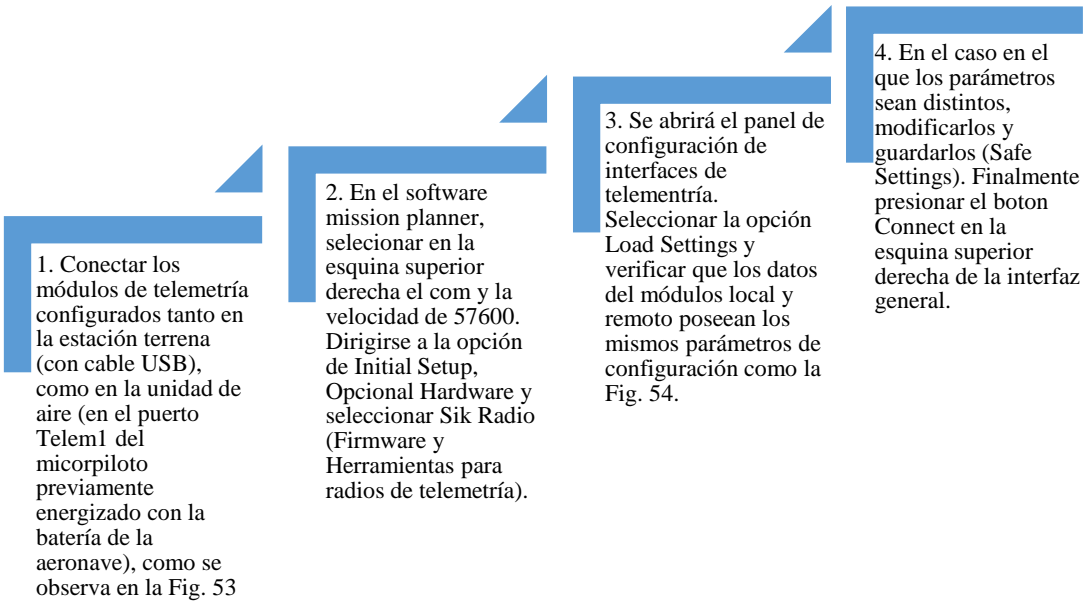 1. Conectar los
módulos de telemetría
configurados tanto en
la estación terrena
(con cable USB),
como en la unidad de
aire (en el puerto
Telem1 del
micorpiloto
previamente
energizado con la
batería de la
aeronave), como se
observa en la Fig. 53
2. En el software
mission planner,
selecionar en la
esquina superior
derecha el com y la
velocidad de 57600.
Dirigirse a la opción
de Initial Setup,
Opcional Hardware y
seleccionar Sik Radio
(Firmware y
Herramientas para
radios de telemetría).
3. Se abrirá el panel de
configuración de
interfaces de
telementría.
Seleccionar la opción
Load Settings y
verificar que los datos
del módulos local y
remoto poseean los
mismos parámetros de
configuración como la
Fig. 54.
4. En el caso en el
que los parámetros
sean distintos,
modificarlos y
guardarlos (Safe
Settings). Finalmente
presionar el boton
Connect en la
esquina superior
derecha de la interfaz
general.